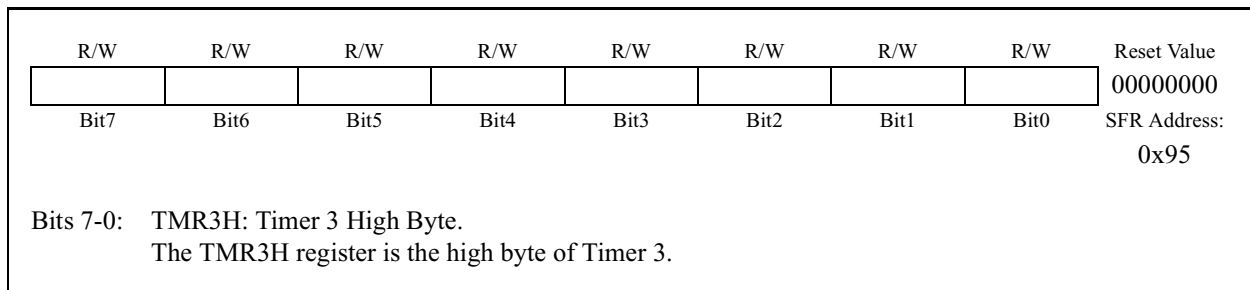 R/W R/W R/W R/W R/W R/W R/W R/W Reset Value
00000000
Bit7 Bit6 Bit5 Bit4 Bit3 Bit2 Bit1 Bit0 SFR Address:
0x95
Bits 7-0: TMR3H: Timer 3 High Byte.
The TMR3H register is the high byte of Timer 3.